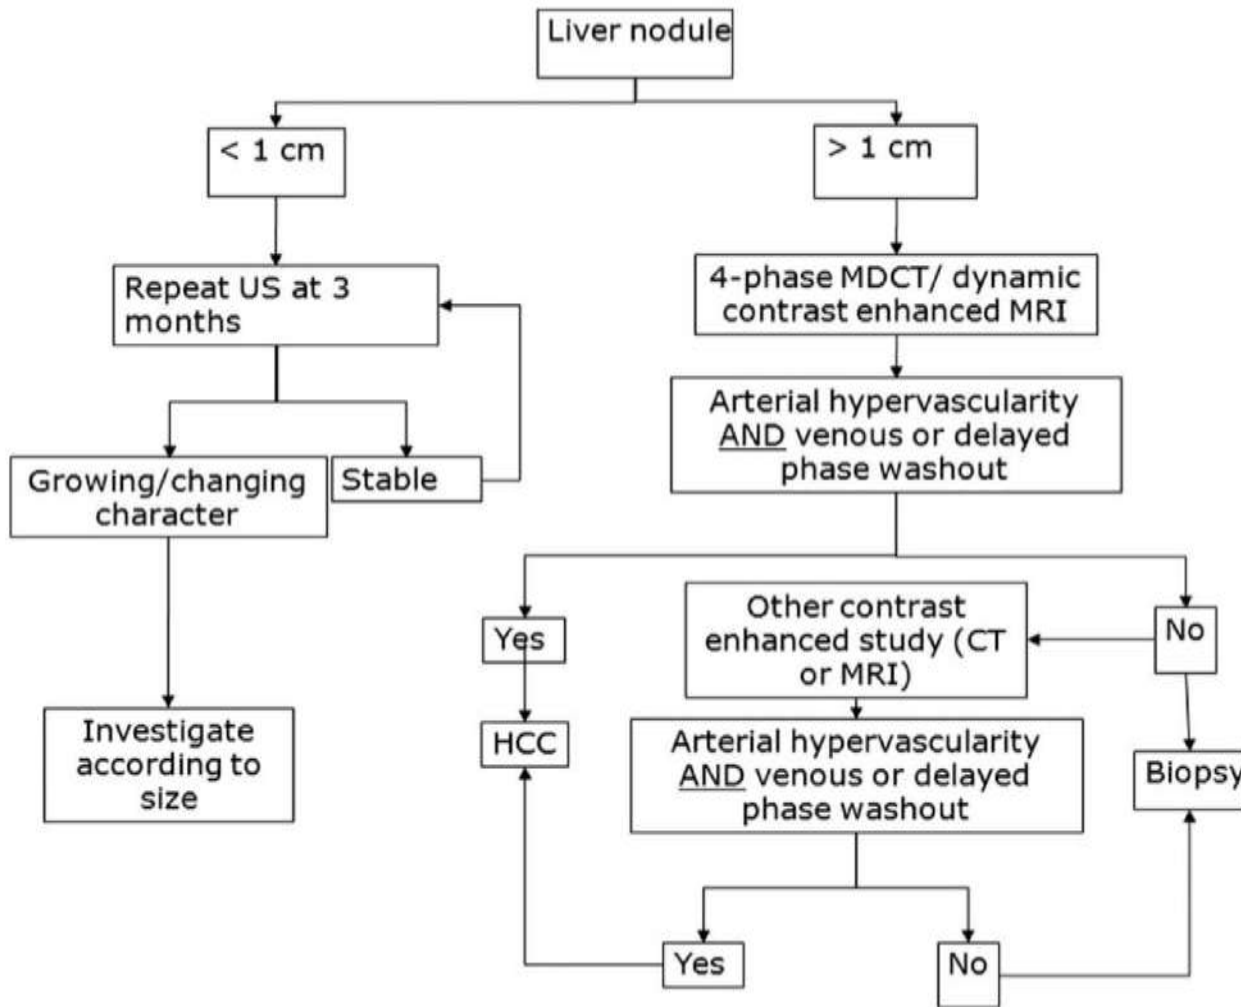 Liver nodule
< 1 cm
> 1 cm
Repeat US at 3
months
4-phase MDCT/ dynamic
contrast enhanced MRI
Arterial hypervascularity
AND venous or delayed
phase washout
Growing/changing
character
Stable
Investigate
according to
size
Yes
Other contrast
enhanced study (CT
or MRI)
No
HCC
Arterial hypervascularity
AND venous or delayed
phase washout
Biopsy
Yes
No